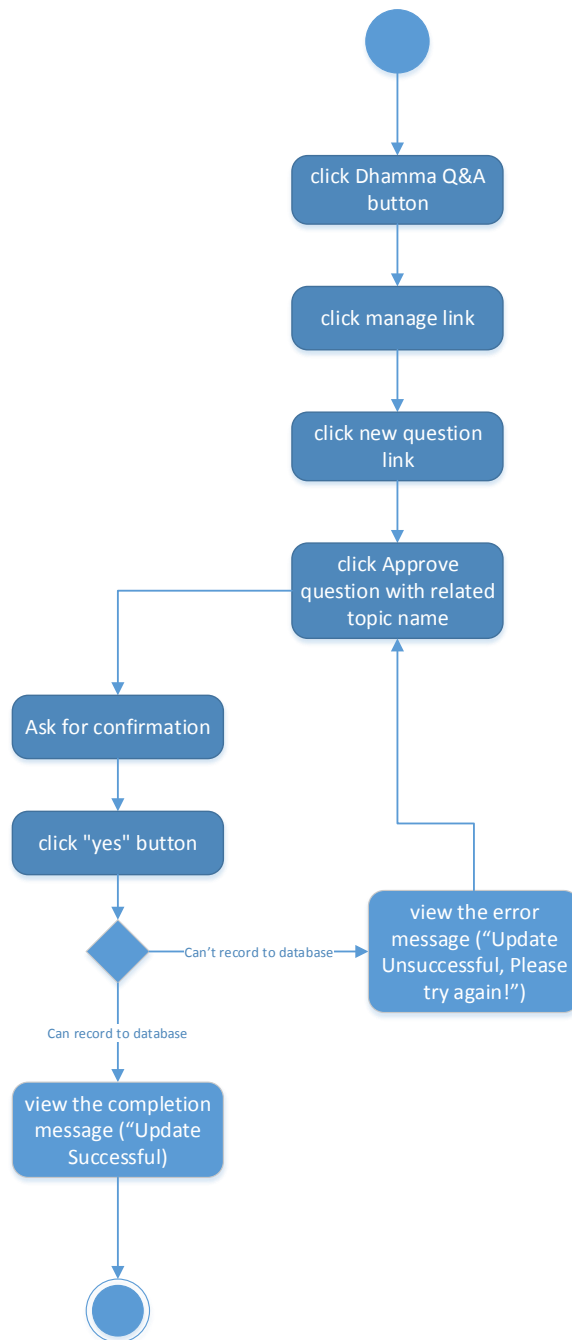 click Dhamma Q&A
button
click manage link
click new question
link
click Approve
question with related
topic name
Ask for confirmation
click "yes" button
view the error
message (“Update
Unsuccessful, Please
try again!”)
Can’t record to database
Can record to database
view the completion
message (“Update
Successful)